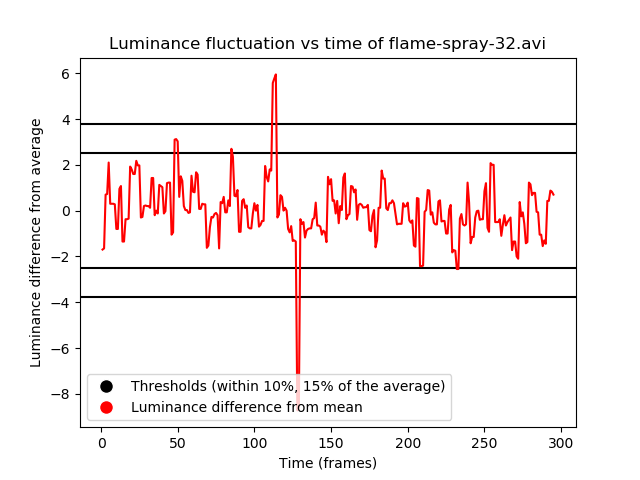 Luminance fluctuation vs time of flame-spray-32.avi
Luminance difference from average
6
4
2
0
−2
−4
−6
−8
Thresholds (within 10%, 15% of the average)
Luminance difference from mean
0 50 100 150 200 250 300
Time (frames)